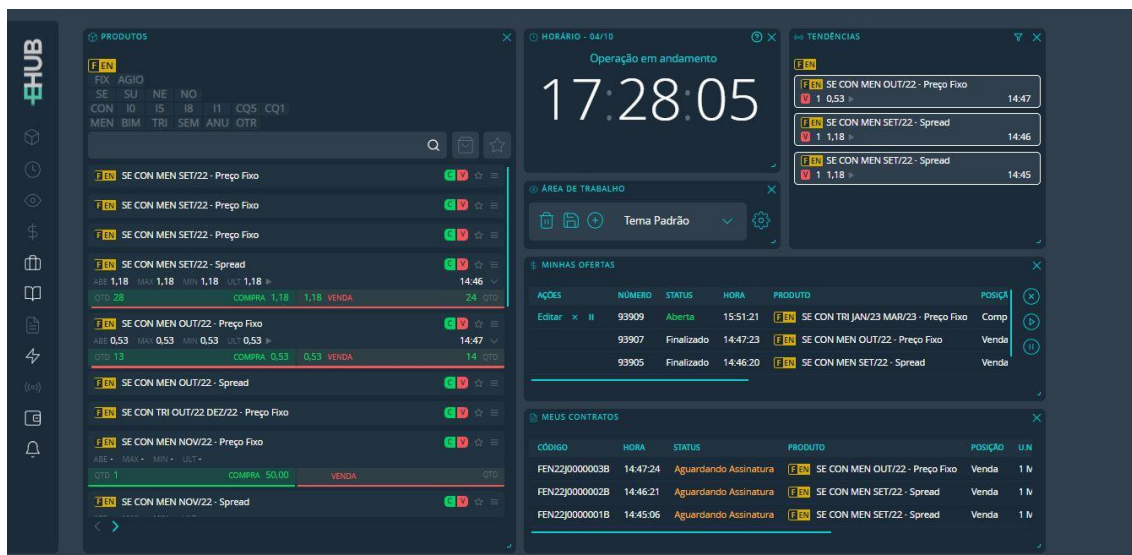 EHUB
PRODUTOS
F EN
FIX AGIO
SE SU NE NO
CON I0 I5 I8 I1 CQ5 CQ1
MEN BIM TRI SEM ANU OTR
F EN SE CON MEN SET/22 - Preço Fixo C V
F EN SE CON MEN SET/22 - Preço Fixo C V
F EN SE CON MEN SET/22 - Preço Fixo C V
F EN SE CON MEN SET/22 - Spread C V
ABE 1,18 MAX 1,18 MIN 1,18 ULT 1,18 14:46
QTD 28 COMPRA 1,18 1,18 VENDA 24 QTD
F EN SE CON MEN OUT/22 - Preço Fixo C V
ABE 0,53 MAX 0,53 MIN 0,53 ULT 0,53 14:47
QTD 13 COMPRA 0,53 0,53 VENDA 14 QTD
F EN SE CON MEN OUT/22 - Spread C V
F EN SE CON TRI OUT/22 DEZ/22 - Preço Fixo C V
F EN SE CON MEN NOV/22 - Preço Fixo C V
ABE - MAX - MIN - ULT -
QTD 1 COMPRA 50,00 VENDA QTD
F EN SE CON MEN NOV/22 - Spread C V
HORÁRIO - 04/10
Operação em andamento
17:28:05
ÁREA DE TRABALHO
Tema Padrão
TENDÊNCIAS
F EN
F EN SE CON MEN OUT/22 - Preço Fixo
V 1 0,53 14:47
F EN SE CON MEN SET/22 - Spread
V 1 1,18 14:46
F EN SE CON MEN SET/22 - Spread
V 1 1,18 14:45
$ MINHAS OFERTAS
AÇÕES NÚMERO STATUS HORA PRODUTO POSIÇÃ
Editar 93909 Aberta 15:51:21 F EN SE CON TRI JAN/23 MAR/23 - Preço Fixo Comp
93907 Finalizado 14:47:23 F EN SE CON MEN OUT/22 - Preço Fixo Venda
93905 Finalizado 14:46:20 F EN SE CON MEN SET/22 - Spread Venda
MEUS CONTRATOS
CÓDIGO HORA STATUS PRODUTO POSIÇÃO U.N
FEN22J0000003B 14:47:24 Aguardando Assinatura F EN SE CON MEN OUT/22 - Preço Fixo Venda 1 M
FEN22J0000002B 14:46:21 Aguardando Assinatura F EN SE CON MEN SET/22 - Spread Venda 1 M
FEN22J0000001B 14:45:06 Aguardando Assinatura F EN SE CON MEN SET/22 - Spread Venda 1 M